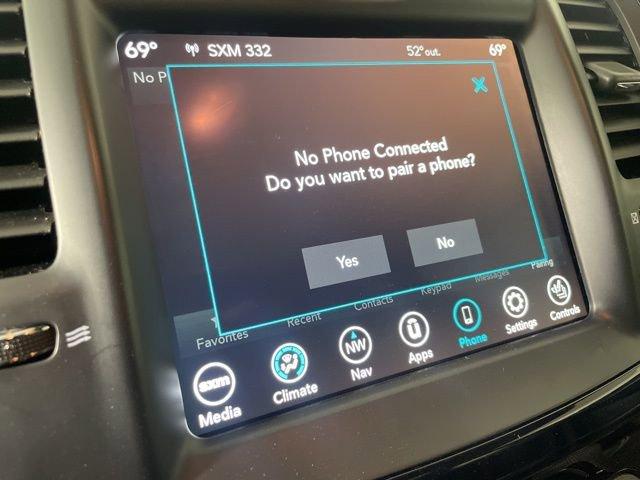 69° SXM 332 52° out. 69°
No P
X
No Phone Connected
Do you want to pair a phone?
Yes No
Favorites Recent Contacts Keypad Messages Pairing
sxm NW
Media Climate Nav Apps Phone Settings Controls